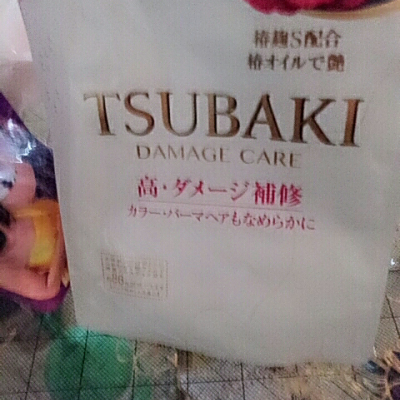 椿麹S配合
椿オイルで艶
TSUBAKI
DAMAGE CARE
高・ダメージ補修
カラー・パーマヘアもなめらかに